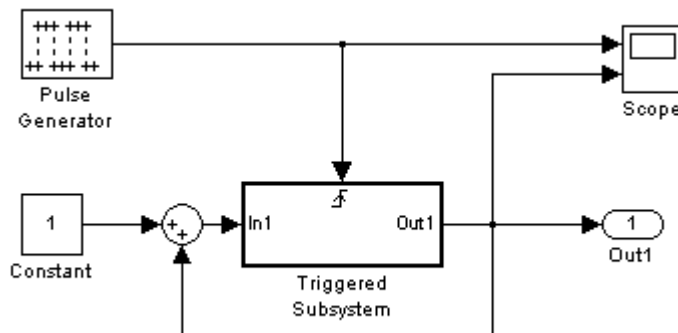 Pulse
Generator
Scope
1
Constant
+
+
In1
Out1
Triggered
Subsystem
1
Out1